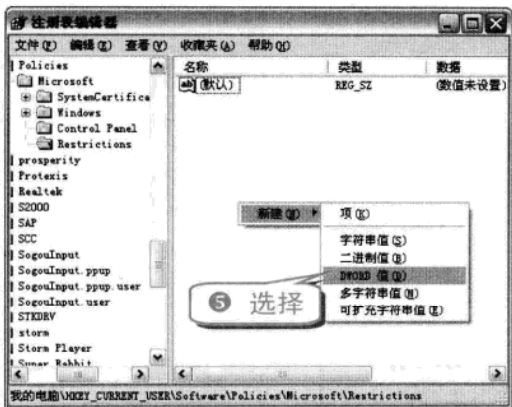 注册表编辑器
文件(F) 编辑(E) 查看(V) 收藏夹(A) 帮助(H)
Policies
Microsoft
SystemCertifica
Windows
Control Panel
Restrictions
prosperity
Protexis
Realtek
S2000
SAP
SCC
SogouInput
SogouInput.ppup
SogouInput.ppup.user
SogouInput.user
STKDRV
storm
Storm Player
Super Rabbit
名称 类型 数据
ab (默认) REG_SZ (数值未设置)
新建(N)
项(K)
字符串值(S)
二进制值(B)
DWORD 值(D)
多字符串值(M)
可扩充字符串值(E)
5 选择
我的电脑\HKEY_CURRENT_USER\Software\Policies\Microsoft\Restrictions